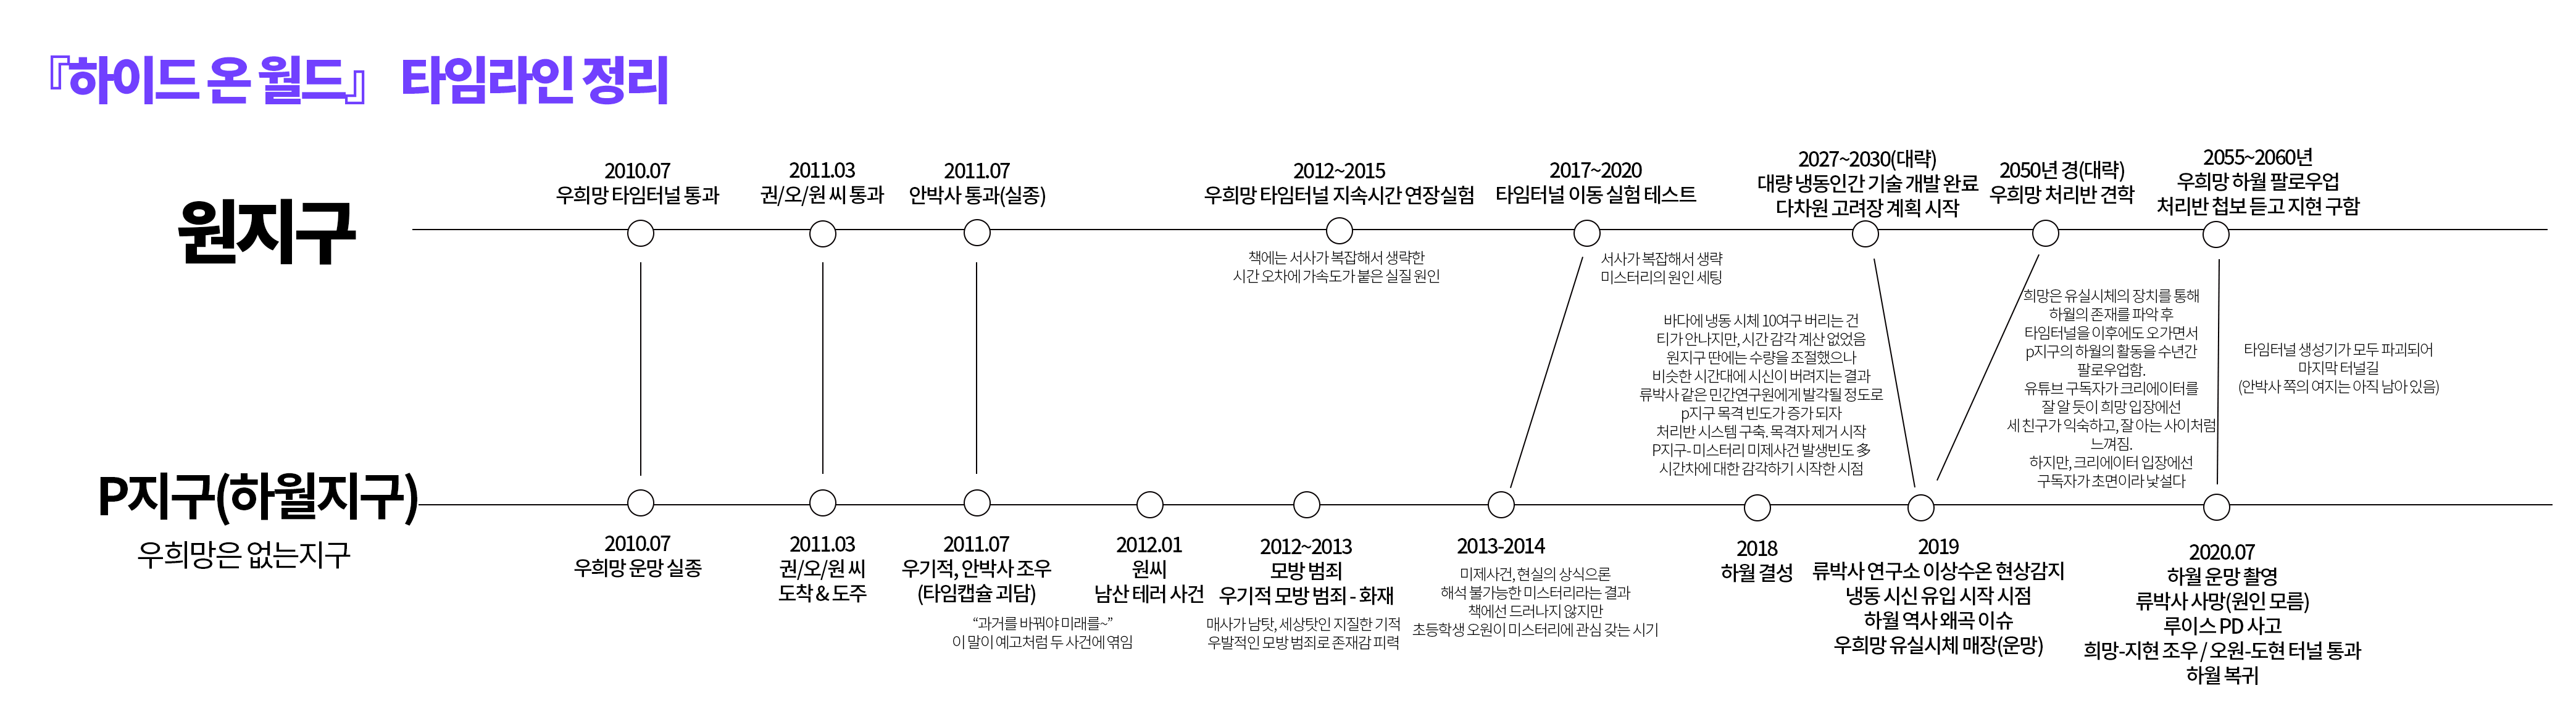 『하이드 온 월드』 타임라인 정리
원지구
2010.07
우희망 타임터널 통과
2011.03
권/오/원 씨 통과
2011.07
안박사 통과(실종)
2012~2015
우희망 타임터널 지속시간 연장실험
책에는 서사가 복잡해서 생략한
시간 오차에 가속도가 붙은 실질 원인
2017~2020
타임터널 이동 실험 테스트
서사가 복잡해서 생략
미스터리의 원인 세팅
2027~2030(대략)
대량 냉동인간 기술 개발 완료
다차원 고려장 계획 시작
바다에 냉동 시체 10여구 버리는 건
티가 안나지만, 시간 감각 계산 없었음
원지구 딴에는 수량을 조절했으나
비슷한 시간대에 시신이 버려지는 결과
류박사 같은 민간연구원에게 발각될 정도로
p지구 목격 빈도가 증가 되자
처리반 시스템 구축. 목격자 제거 시작
P지구- 미스터리 미제사건 발생빈도 多
시간차에 대한 감각하기 시작한 시점
2050년 경(대략)
우희망 처리반 견학
희망은 유실시체의 장치를 통해
하월의 존재를 파악 후
타임터널을 이후에도 오가면서
p지구의 하월의 활동을 수년간
팔로우업함.
유튜브 구독자가 크리에이터를
잘 알 듯이 희망 입장에선
세 친구가 익숙하고, 잘 아는 사이처럼
느껴짐.
하지만, 크리에이터 입장에선
구독자가 초면이라 낯설다
2055~2060년
우희망 하월 팔로우업
처리반 첩보 듣고 지현 구함
타임터널 생성기가 모두 파괴되어
마지막 터널길
(안박사 쪽의 여지는 아직 남아 있음)
P지구(하월지구)
우희망은 없는지구
2010.07
우희망 운망 실종
2011.03
권/오/원 씨
도착 & 도주
2011.07
우기적, 안박사 조우
(타임캡슐 괴담)
“과거를 바꿔야 미래를~”
이 말이 예고처럼 두 사건에 엮임
2012.01
원씨
남산 테러 사건
2012~2013
모방 범죄
우기적 모방 범죄 - 화재
매사가 남탓, 세상탓인 지질한 기적
우발적인 모방 범죄로 존재감 피력
2013-2014
미제사건, 현실의 상식으론
해석 불가능한 미스터리라는 결과
책에선 드러나지 않지만
초등학생 오원이 미스터리에 관심 갖는 시기
2018
하월 결성
2019
류박사 연구소 이상수온 현상감지
냉동 시신 유입 시작 시점
하월 역사 왜곡 이슈
우희망 유실시체 매장(운망)
2020.07
하월 운망 촬영
류박사 사망(원인 모름)
루이스 PD 사고
희망-지현 조우 / 오원-도현 터널 통과
하월 복귀